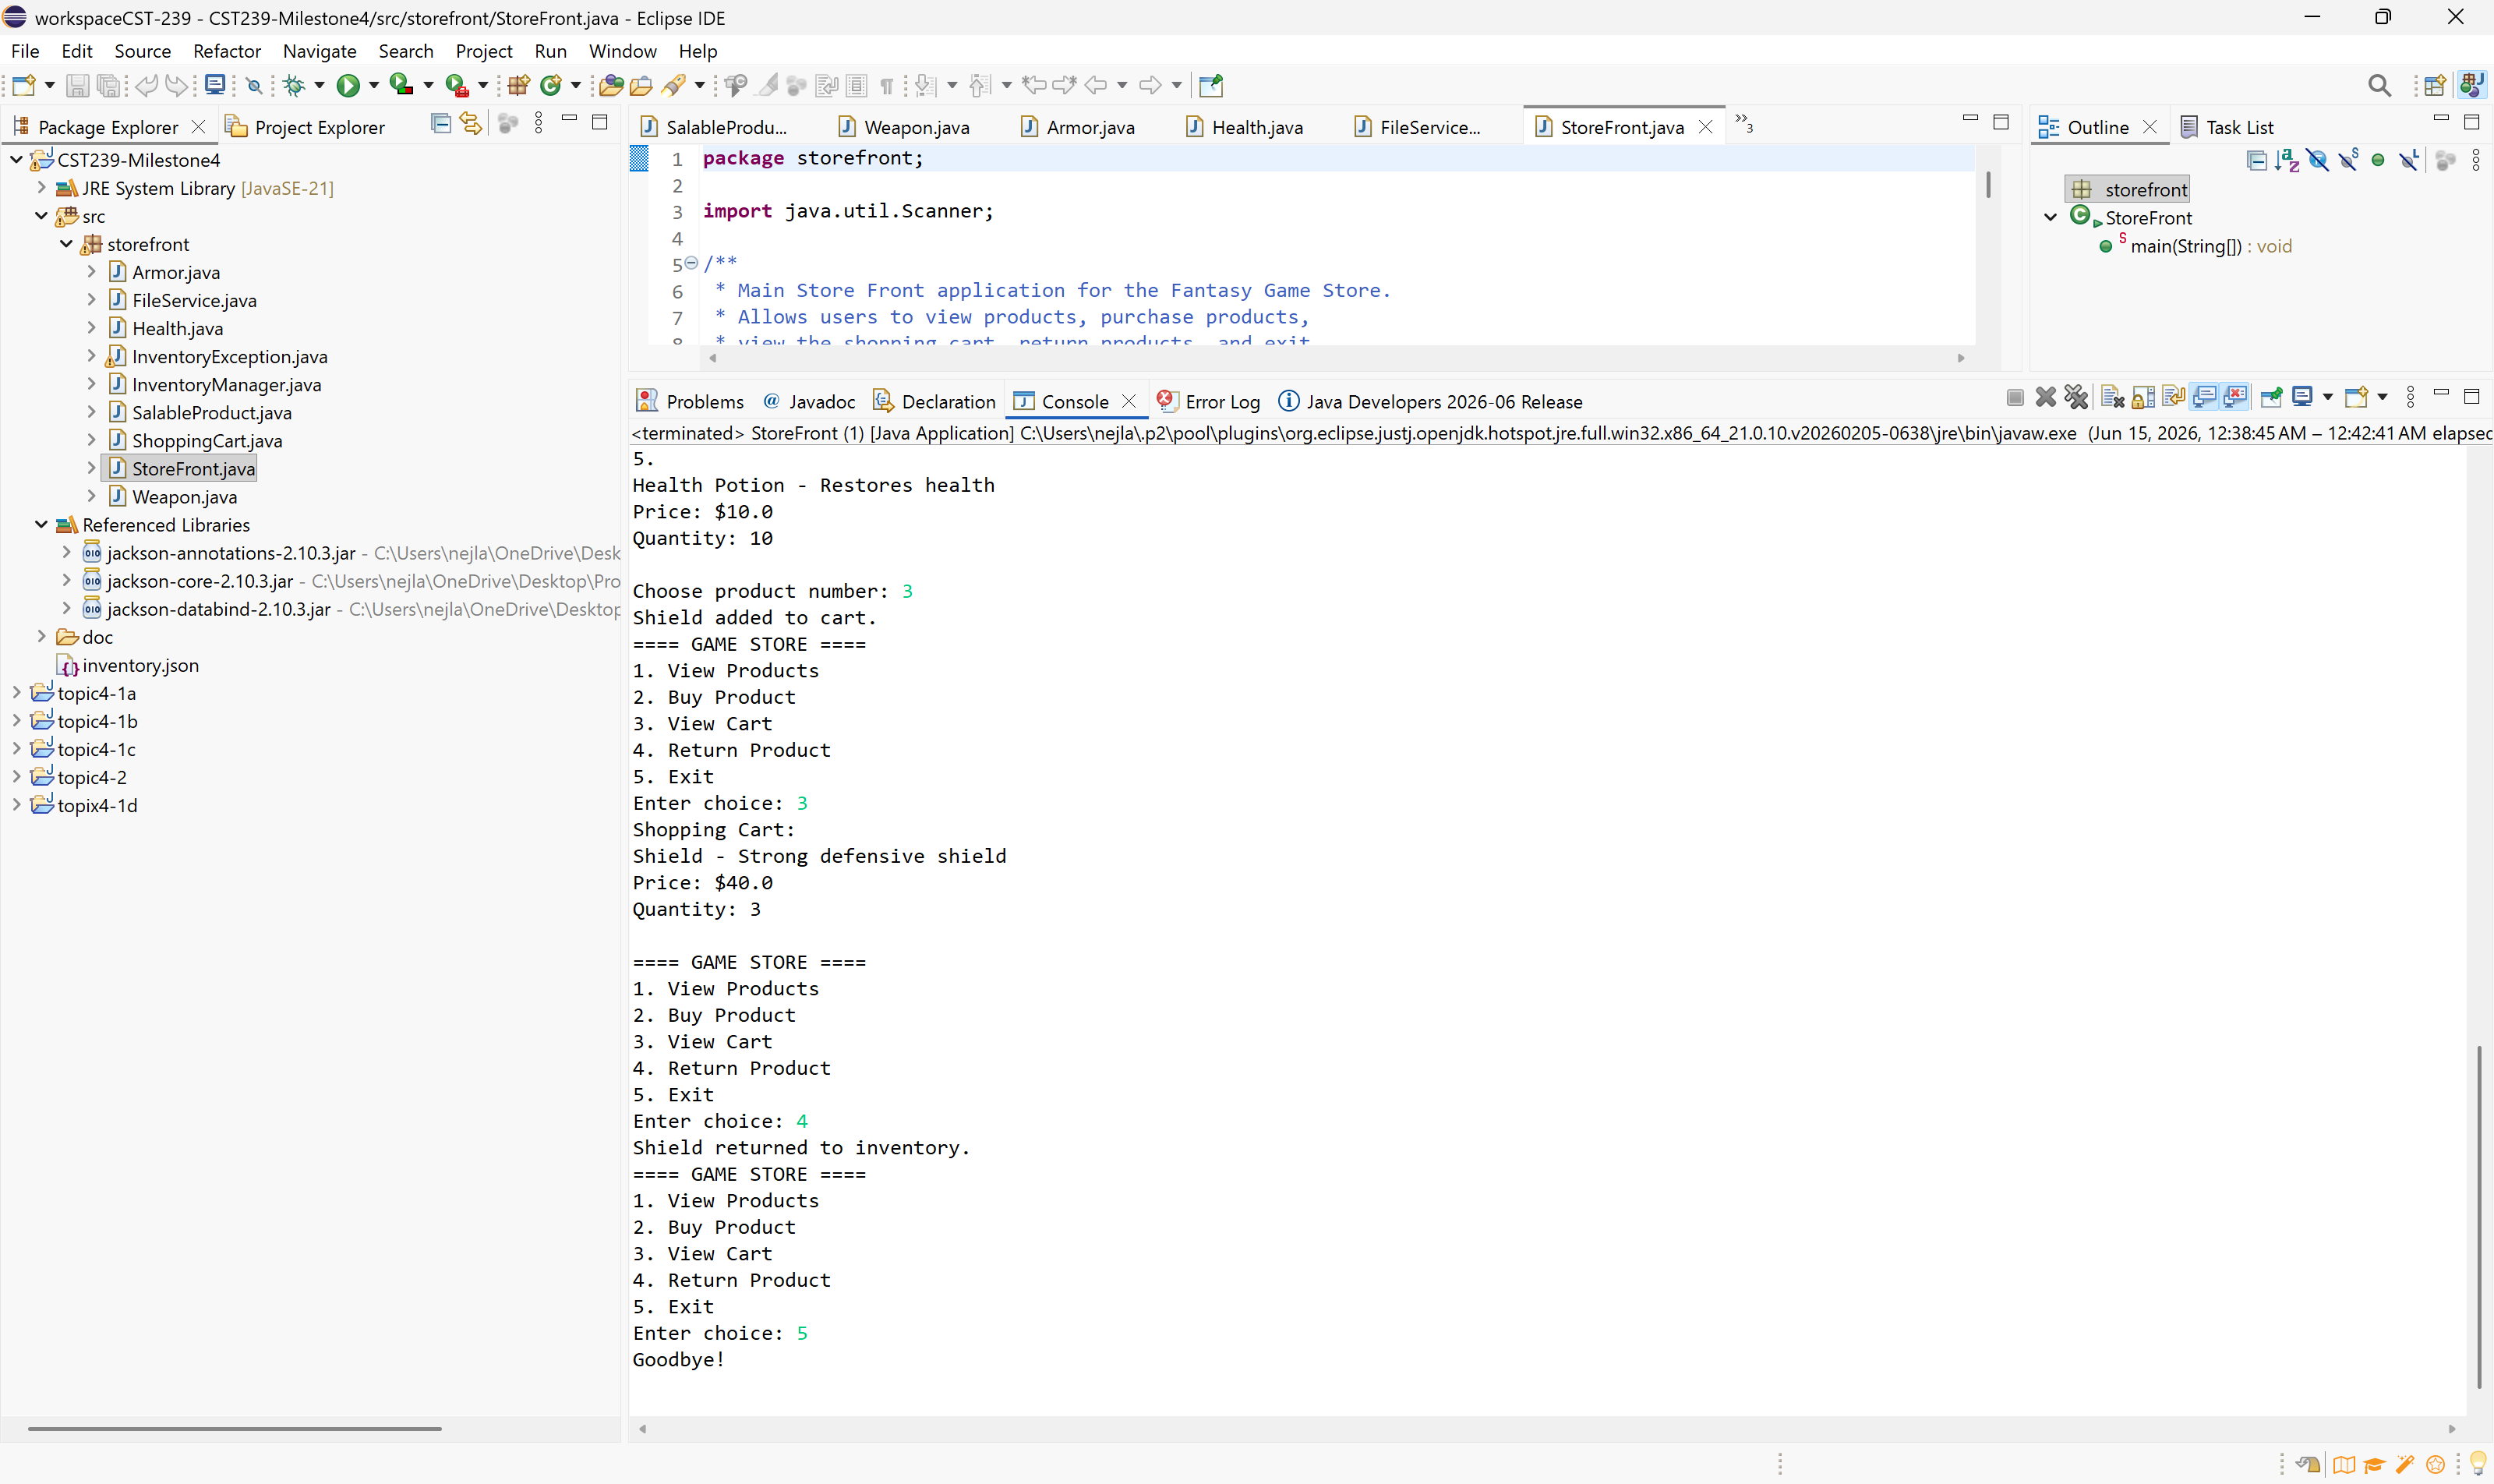 workspaceCST-239 - CST239-Milestone4/src/storefront/StoreFront.java - Eclipse IDE
File Edit Source Refactor Navigate Search Project Run Window Help
Package Explorer Project Explorer
CST239-Milestone4
JRE System Library [JavaSE-21]
src
storefront
Armor.java
FileService.java
Health.java
InventoryException.java
InventoryManager.java
SalableProduct.java
ShoppingCart.java
StoreFront.java
Weapon.java
Referenced Libraries
jackson-annotations-2.10.3.jar - C:\Users\nejla\OneDrive\Desk
jackson-core-2.10.3.jar - C:\Users\nejla\OneDrive\Desktop\Pro
jackson-databind-2.10.3.jar - C:\Users\nejla\OneDrive\Desktop
doc
inventory.json
topic4-1a
topic4-1b
topic4-1c
topic4-2
topix4-1d
SalableProdu... Weapon.java Armor.java Health.java FileService... StoreFront.java »3
1 package storefront;
2
3 import java.util.Scanner;
4
5 /**
6 * Main Store Front application for the Fantasy Game Store.
7 * Allows users to view products, purchase products,
8 * view the shopping cart, return products, and exit
Outline Task List
storefront
StoreFront
main(String[]) : void
Problems Javadoc Declaration Console Error Log Java Developers 2026-06 Release
<terminated> StoreFront (1) [Java Application] C:\Users\nejla\.p2\pool\plugins\org.eclipse.justj.openjdk.hotspot.jre.full.win32.x86_64_21.0.10.v20260205-0638\jre\bin\javaw.exe (Jun 15, 2026, 12:38:45 AM – 12:42:41 AM elapsed
5.
Health Potion - Restores health
Price: $10.0
Quantity: 10
Choose product number: 3
Shield added to cart.
==== GAME STORE ====
1. View Products
2. Buy Product
3. View Cart
4. Return Product
5. Exit
Enter choice: 3
Shopping Cart:
Shield - Strong defensive shield
Price: $40.0
Quantity: 3
==== GAME STORE ====
1. View Products
2. Buy Product
3. View Cart
4. Return Product
5. Exit
Enter choice: 4
Shield returned to inventory.
==== GAME STORE ====
1. View Products
2. Buy Product
3. View Cart
4. Return Product
5. Exit
Enter choice: 5
Goodbye!